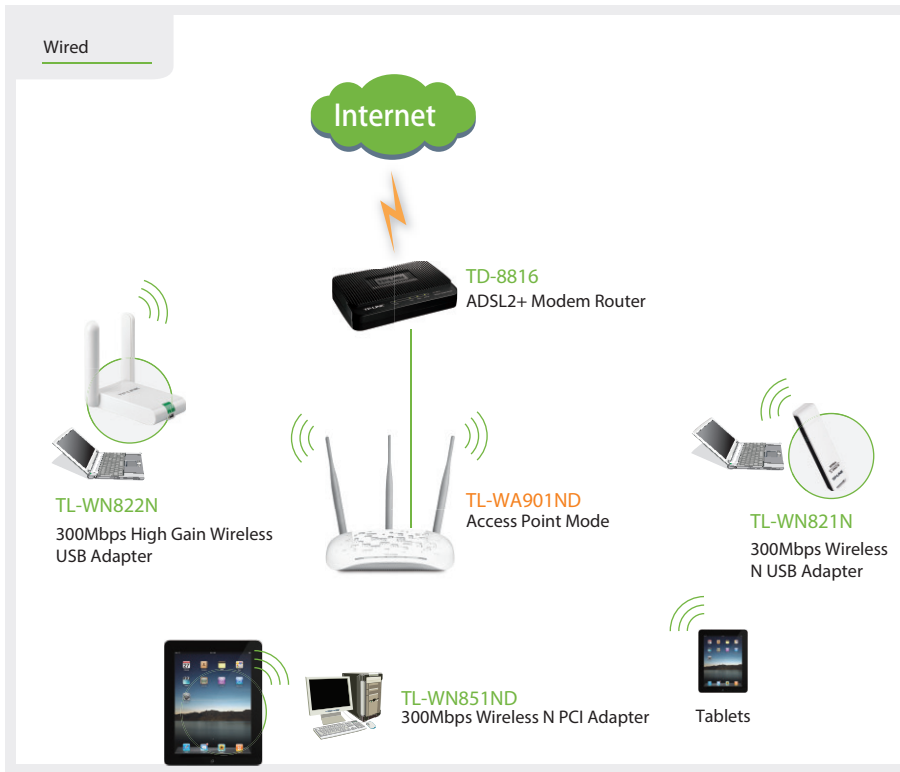 Wired
Internet
TD-8816
ADSL2+ Modem Router
TL-WN822N
300Mbps High Gain Wireless
USB Adapter
TL-WA901ND
Access Point Mode
TL-WN821N
300Mbps Wireless
N USB Adapter
TL-WN851ND
300Mbps Wireless N PCI Adapter
Tablets